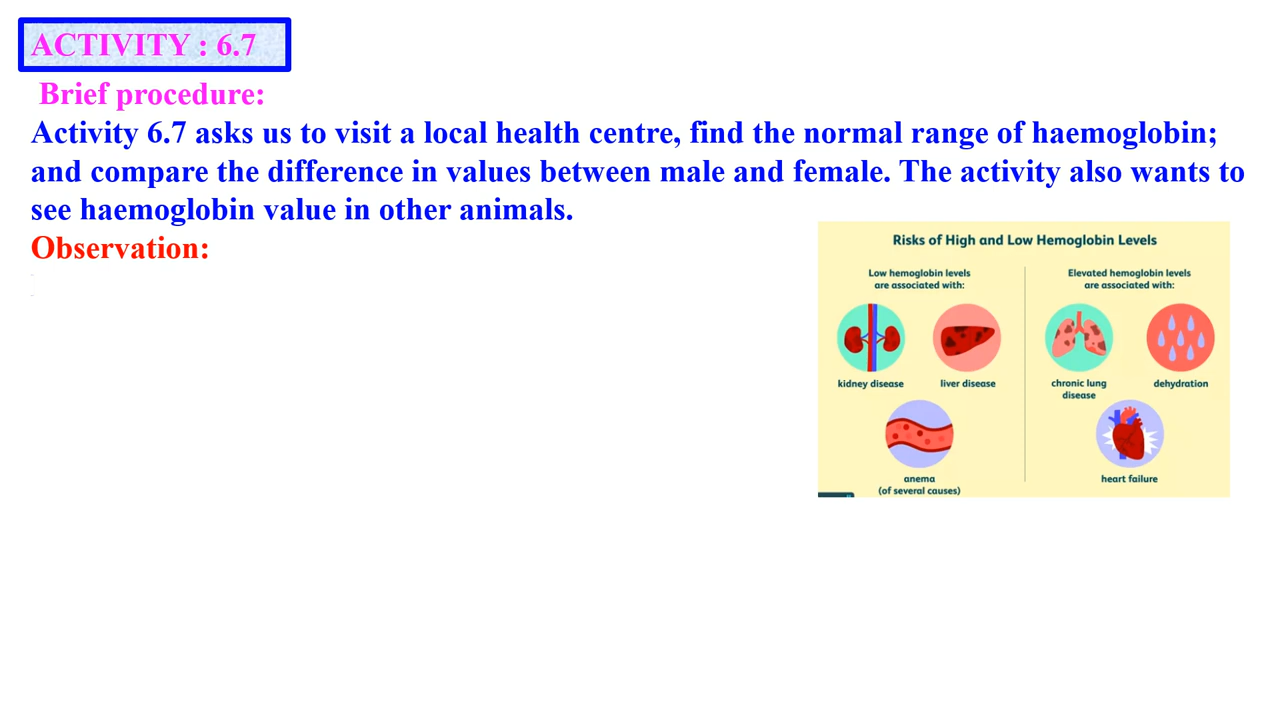 ACTIVITY : 6.7
Brief procedure:
Activity 6.7 asks us to visit a local health centre, find the normal range of haemoglobin;
and compare the difference in values between male and female. The activity also wants to
see haemoglobin value in other animals.
Observation:
Risks of High and Low Hemoglobin Levels
Low hemoglobin levels
are associated with:
kidney disease
liver disease
anema
(of several causes)
Elevated hemoglobin levels
are associated with:
chronic lung
disease
dehydration
heart failure